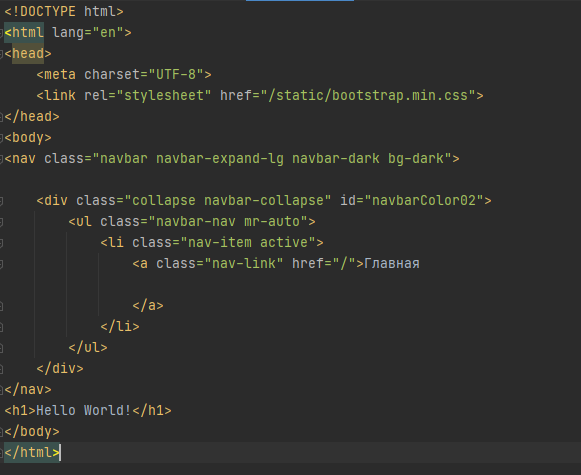 <!DOCTYPE html>
<html lang="en">
<head>
    <meta charset="UTF-8">
    <link rel="stylesheet" href="/static/bootstrap.min.css">
</head>
<body>
<nav class="navbar navbar-expand-lg navbar-dark bg-dark">

    <div class="collapse navbar-collapse" id="navbarColor02">
        <ul class="navbar-nav mr-auto">
            <li class="nav-item active">
                <a class="nav-link" href="/">Главная

                </a>
            </li>
        </ul>
    </div>
</nav>
<h1>Hello World!</h1>
</body>
</html>